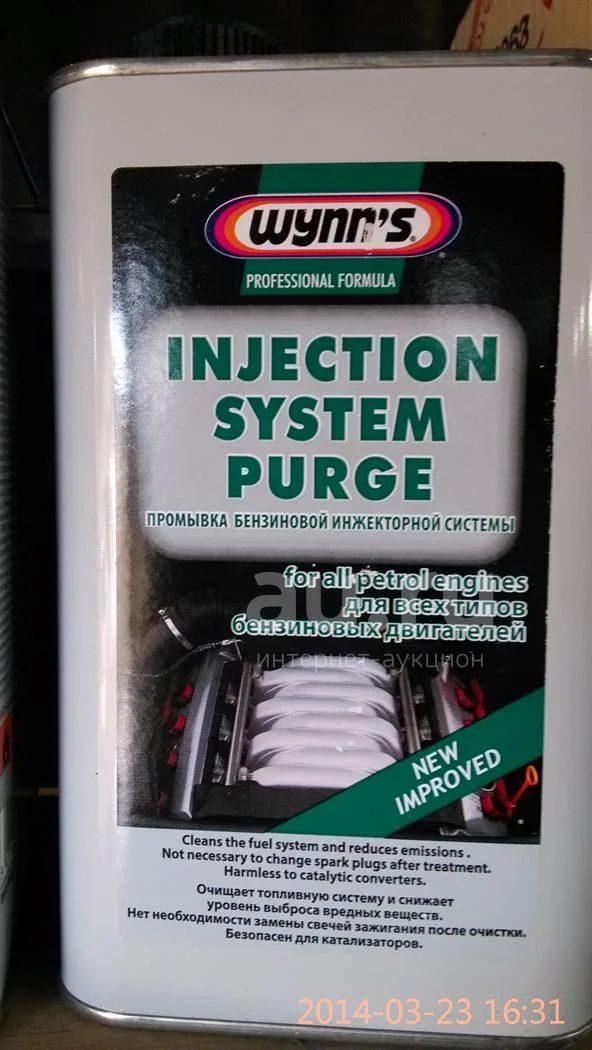 wynn's
PROFESSIONAL FORMULA
INJECTION
SYSTEM
PURGE
ПРОМЫВКА БЕНЗИНОВОЙ ИНЖЕКТОРНОЙ СИСТЕМЫ
for all petrol engines
для всех типов
бензиновых двигателей
au.ru
интернет-аукцион
NEW
IMPROVED
Cleans the fuel system and reduces emissions .
Not necessary to change spark plugs after treatment.
Harmless to catalytic converters.
Очищает топливную систему и снижает
уровень выброса вредных веществ.
Нет необходимости замены свечей зажигания после очистки.
Безопасен для катализаторов.
2014-03-23 16:31